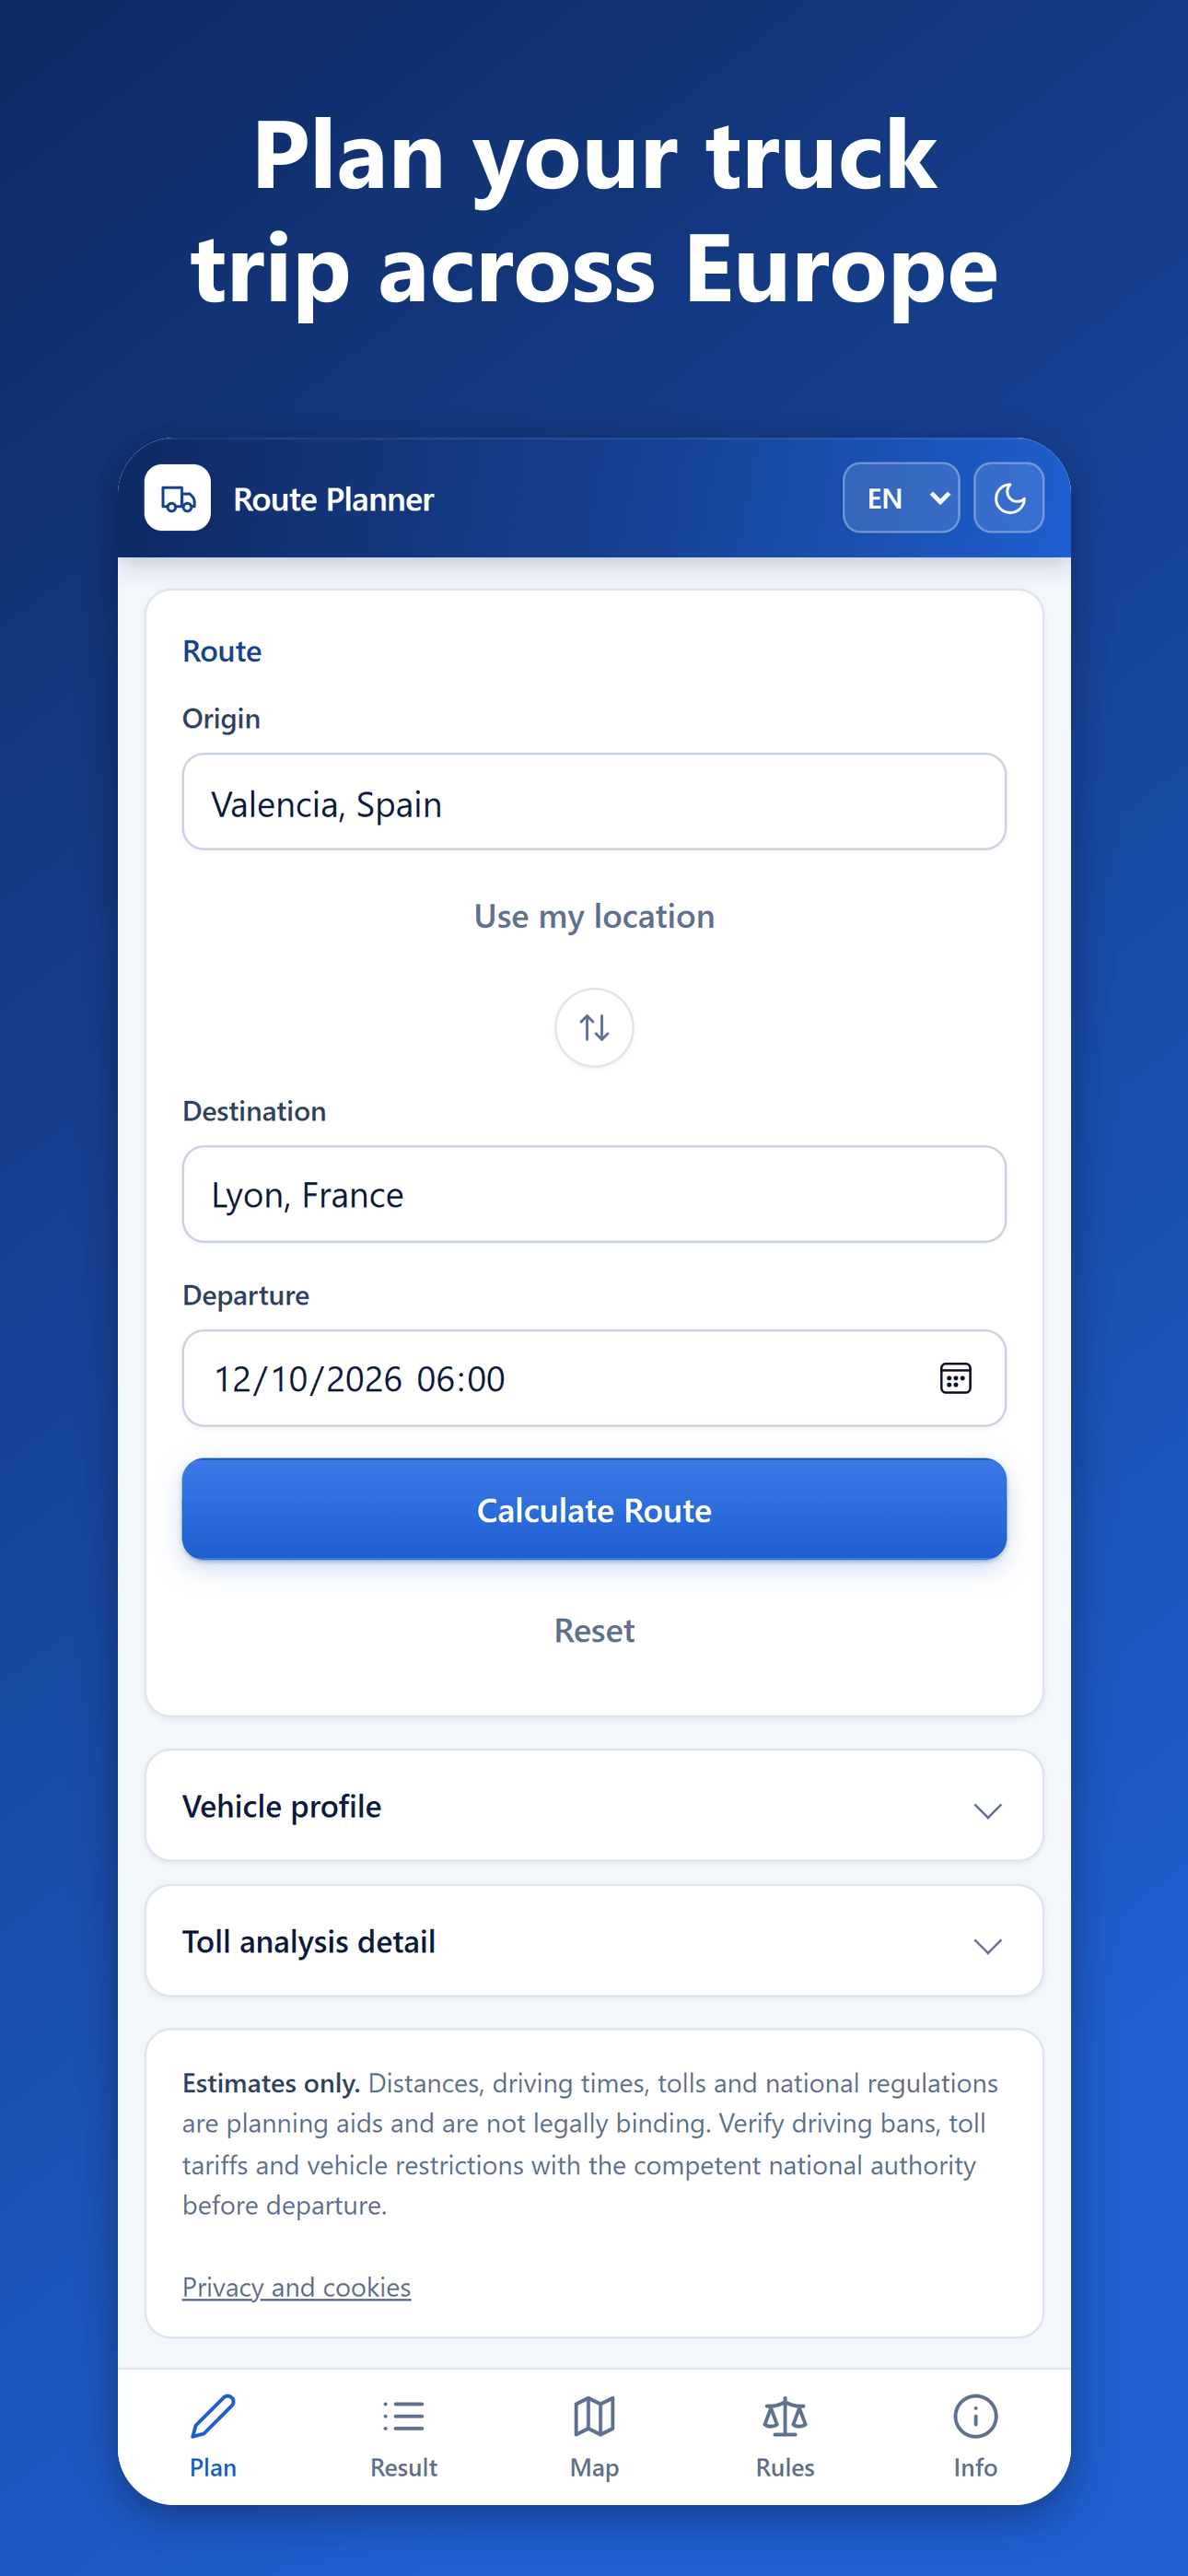 Plan your truck
trip across Europe
Route Planner
EN
Route
Origin
Valencia, Spain
Use my location
Destination
Lyon, France
Departure
12/10/2026 06:00
Calculate Route
Reset
Vehicle profile
Toll analysis detail
Estimates only. Distances, driving times, tolls and national regulations
are planning aids and are not legally binding. Verify driving bans, toll
tariffs and vehicle restrictions with the competent national authority
before departure.
Privacy and cookies
Plan
Result
Map
Rules
Info